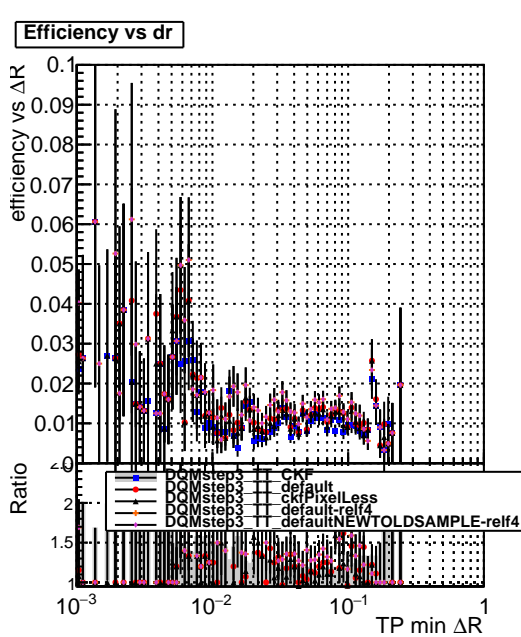 Efficiency vs dr
efficiency vs ΔR
0.1
0.09
0.08
0.07
0.06
0.05
0.04
0.03
0.02
0.01
0
Ratio
2
1.5
1
DQMstep3_TT_CKF
DQMstep3_TT_default
DQMstep3_TT_ckfPixelLess
DQMstep3_TT_default-relf4
DQMstep3_TT_defaultNEWTOLDSAMPLE-relf4
10⁻³ 10⁻² 10⁻¹ 1
TP min ΔR